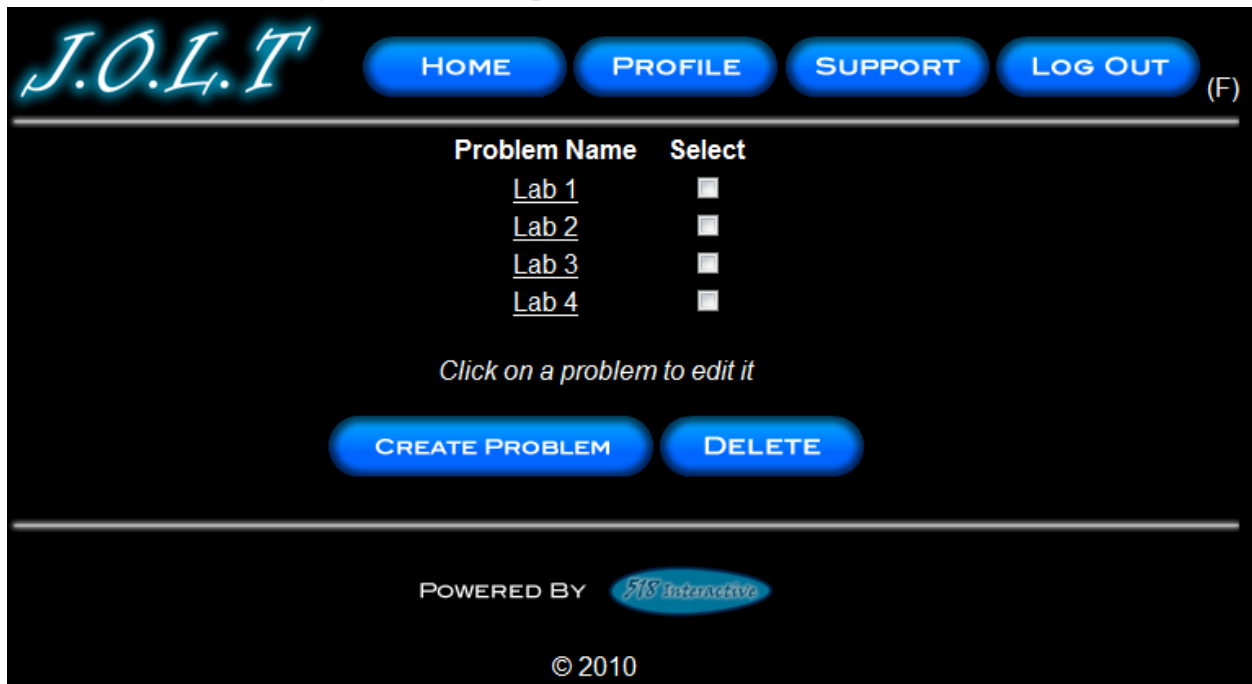 J.O.L.T HOME PROFILE SUPPORT LOG OUT (F)
Problem Name Select
Lab 1
Lab 2
Lab 3
Lab 4
Click on a problem to edit it
CREATE PROBLEM DELETE
POWERED BY 518 Interactive
© 2010